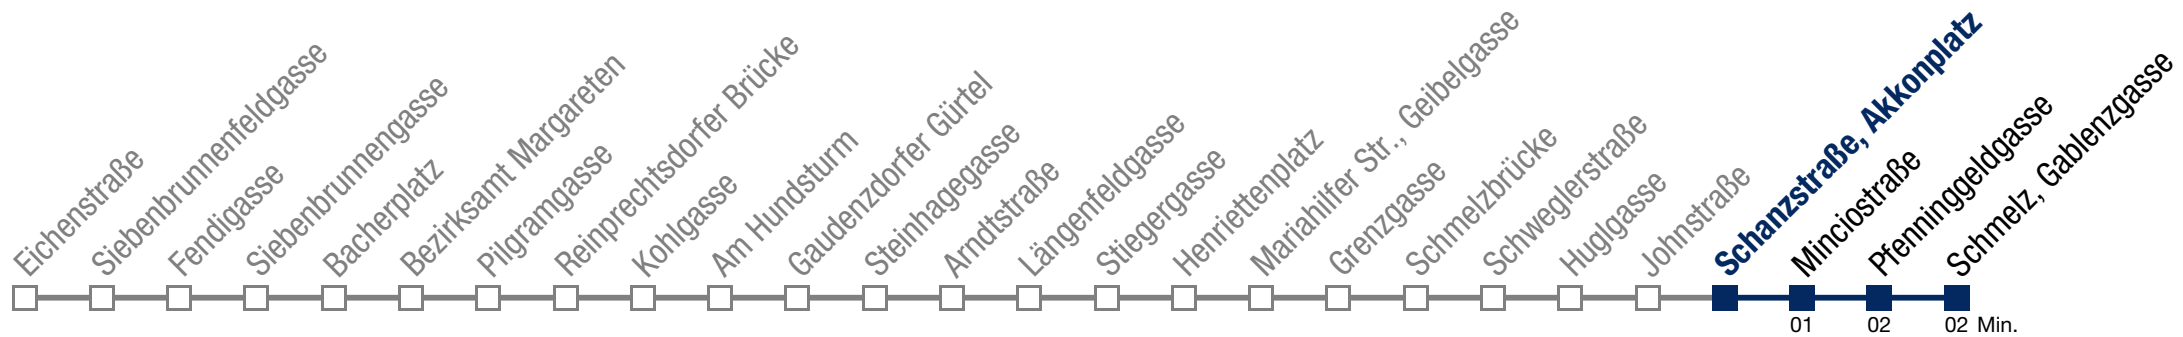 Eichenstraße
Siebenbrunnenfeldgasse
Fendigasse
Siebenbrunnengasse
Bacherplatz
Bezirksamt Margareten
Pilgramgasse
Reinprechtsdorfer Brücke
Kohlgasse
Am Hundsturm
Gaudenzdorfer Gürtel
Steinhagegasse
Arndtstraße
Längenfeldgasse
Stiegergasse
Henriettenplatz
Mariahilfer Str., Geibelgasse
Grenzgasse
Schmelzbrücke
Schweglerstraße
Huglgasse
Johnstraße
Schanzstraße, Akkonplatz
Minciostraße
Pfenninggeldgasse
Schmelz, Gablenzgasse
01 02 02 Min.